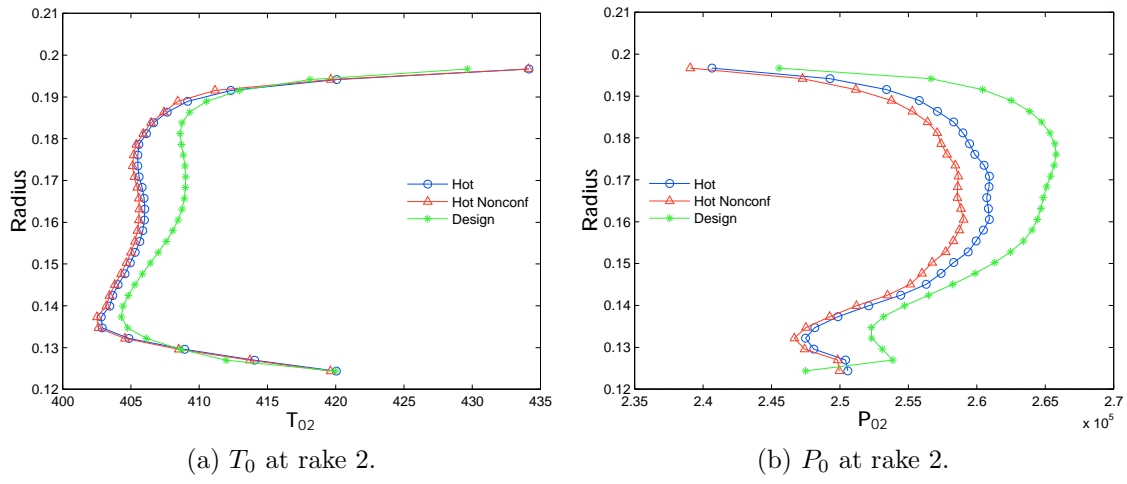 0.21
0.2
0.19
0.18
0.17
0.16
0.15
0.14
0.13
0.12
Radius
400 405 410 415 420 425 430 435
T02
Hot
Hot Nonconf
Design
(a) T0 at rake 2.
0.21
0.2
0.19
0.18
0.17
0.16
0.15
0.14
0.13
0.12
Radius
2.35 2.4 2.45 2.5 2.55 2.6 2.65 2.7
P02
x 10^5
Hot
Hot Nonconf
Design
(b) P0 at rake 2.